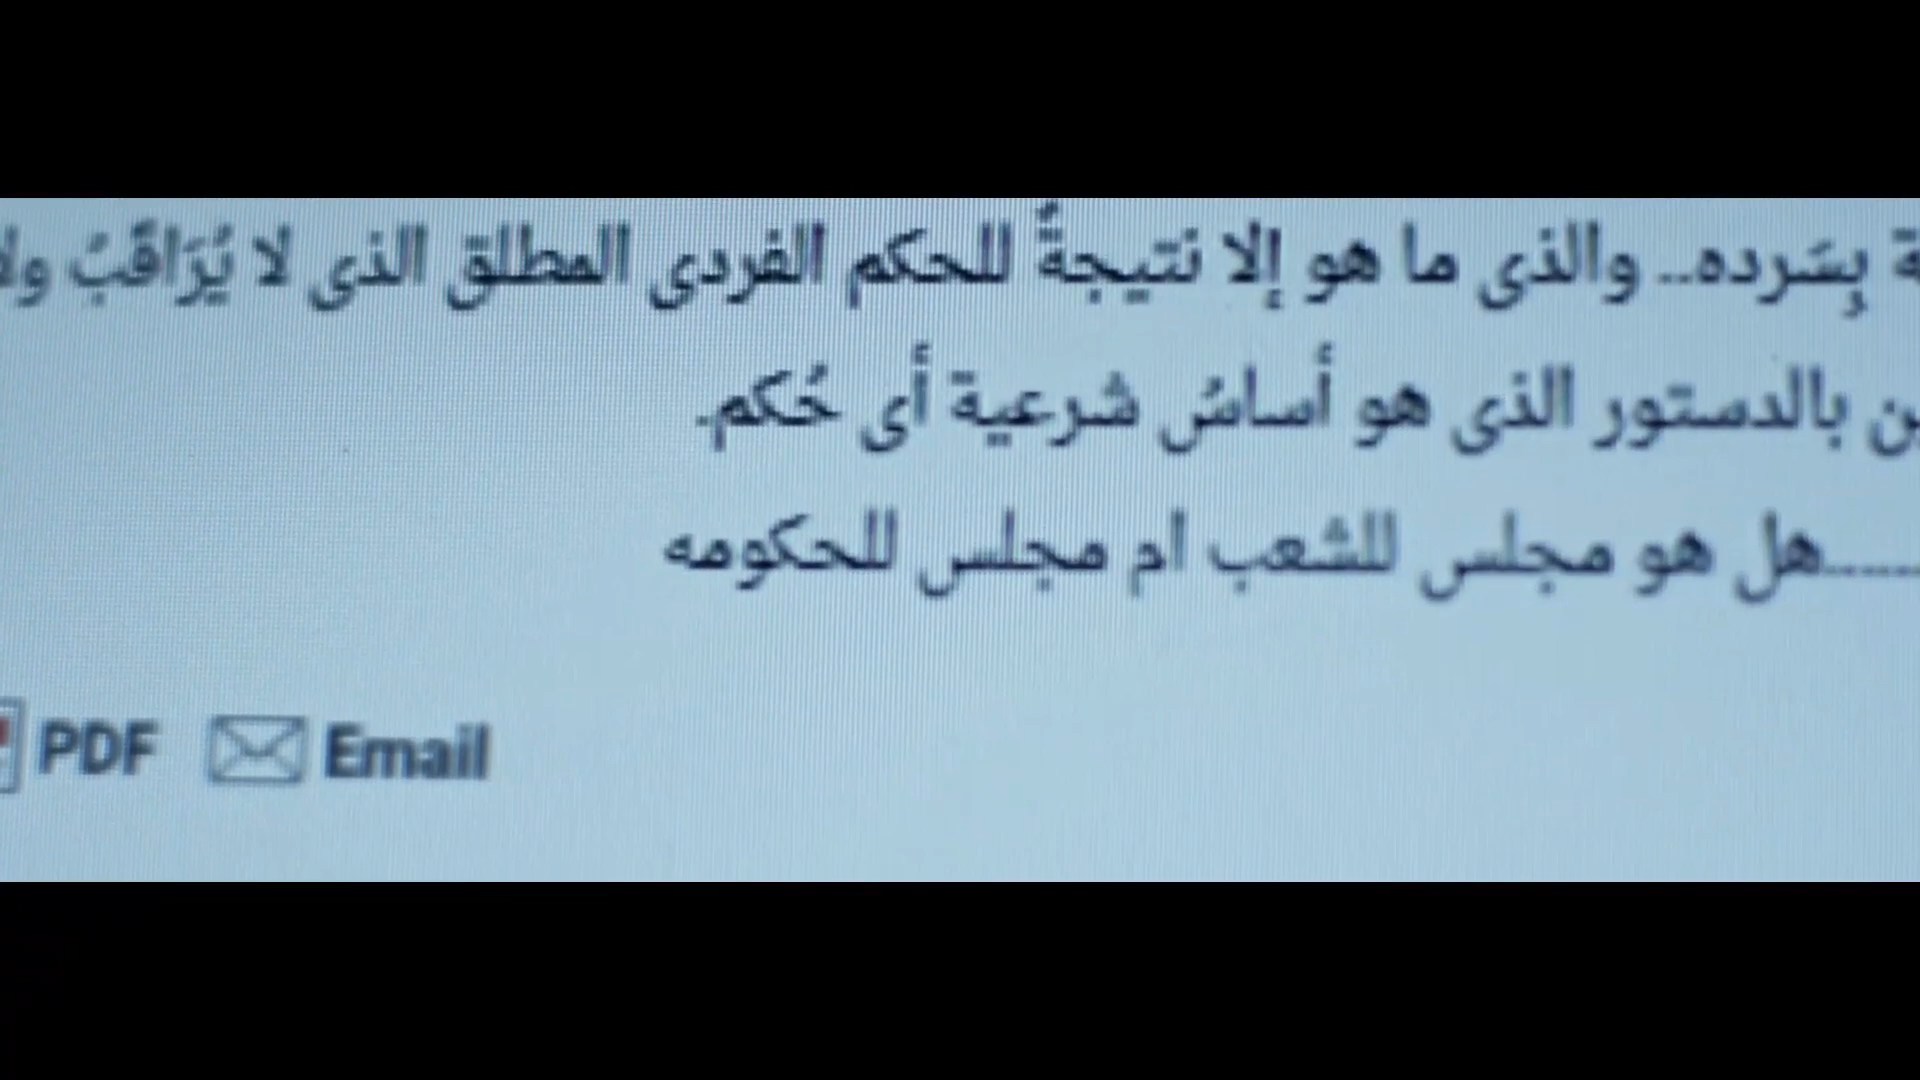 بِسَرده.. والذى ما هو إلا نتيجةٌ للحكم الفردى المطلق الذى لا يُرَاقَبُ ولا
بالدستور الذى هو أساسُ شرعية أى حُكم.
......هل هو مجلس للشعب ام مجلس للحكومه
PDF Email